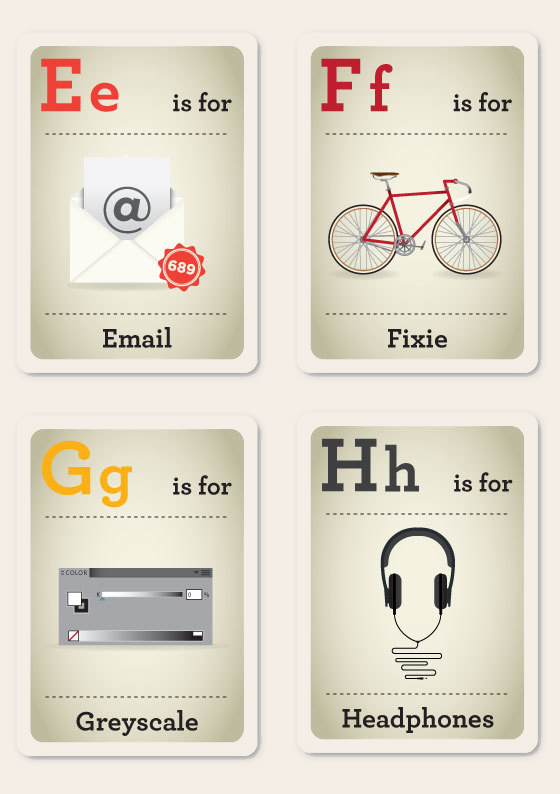 Ee is for
@
689
Email
Ff is for
Fixie
Gg is for
COLOR
K 0 %
Greyscale
Hh is for
Headphones